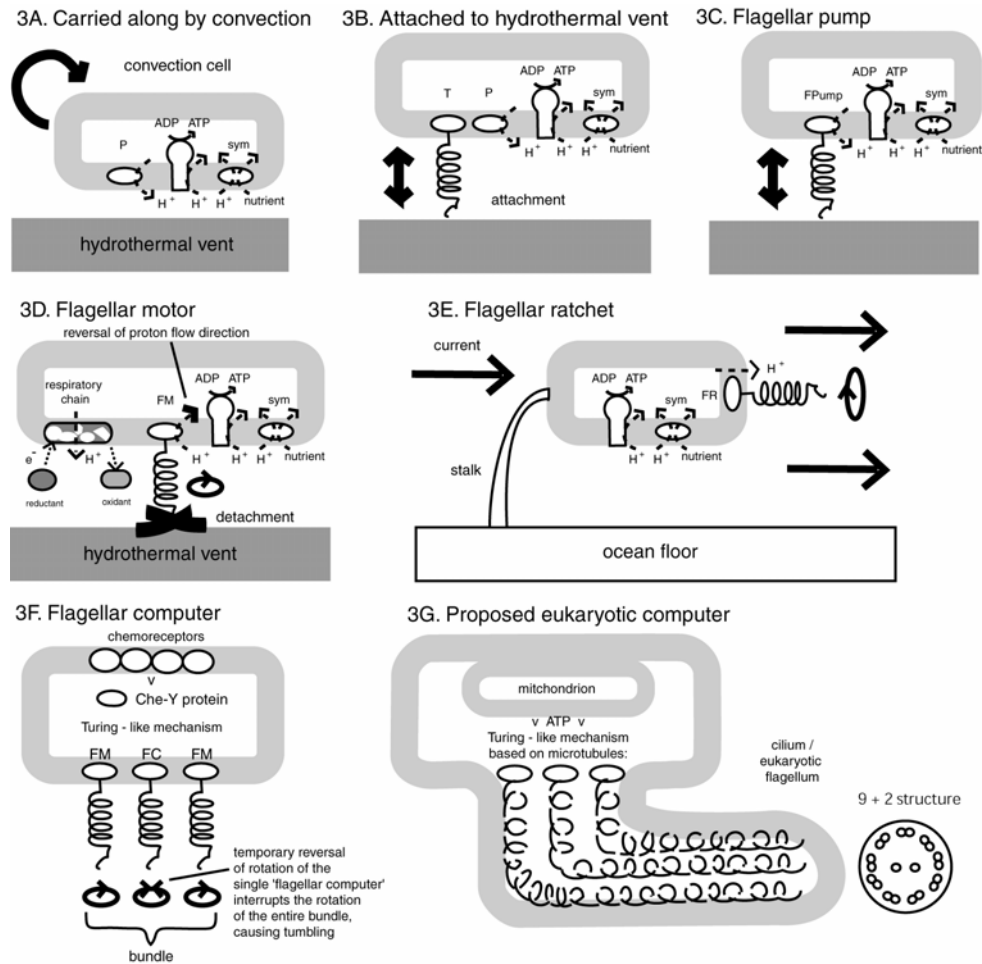 3A. Carried along by convection
convection cell
ADP ATP
P
sym
H+
H+
H+
nutrient
hydrothermal vent
3B. Attached to hydrothermal vent
ADP ATP
T
P
sym
H+
H+
H+
nutrient
attachment
3C. Flagellar pump
ADP ATP
FPump
sym
H+
H+
H+
nutrient
3D. Flagellar motor
reversal of proton flow direction
respiratory
chain
FM
ADP ATP
sym
e-
H+
H+
H+
H+
nutrient
reductant
oxidant
detachment
hydrothermal vent
3E. Flagellar ratchet
current
ADP ATP
sym
H+
FR
H+
H+
nutrient
stalk
ocean floor
3F. Flagellar computer
chemoreceptors
v
Che-Y protein
Turing - like mechanism
FM FC FM
temporary reversal
of rotation of the
single 'flagellar computer'
interrupts the rotation
of the entire bundle,
causing tumbling
bundle
3G. Proposed eukaryotic computer
mitchondrion
v ATP v
Turing - like mechanism
based on microtubules:
cilium /
eukaryotic
flagellum
9 + 2 structure